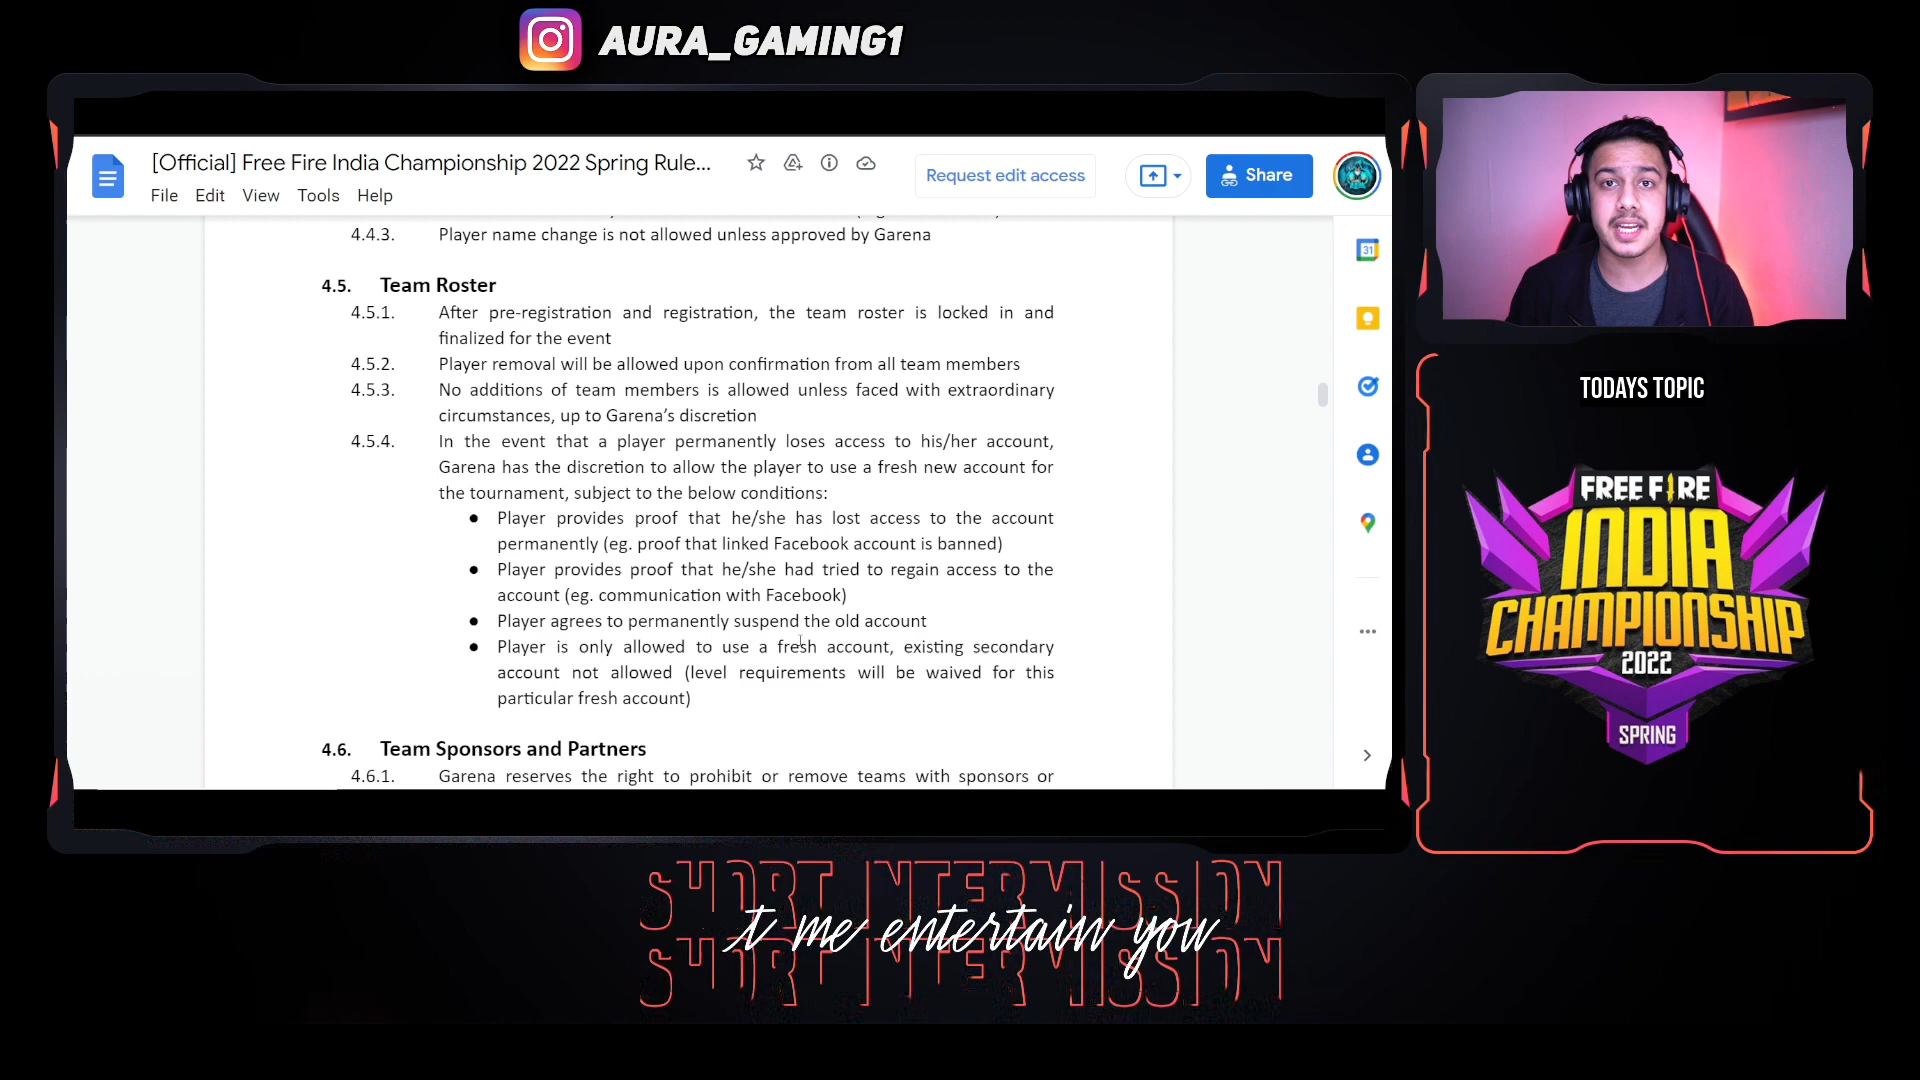 AURA_GAMING1
[Official] Free Fire India Championship 2022 Spring Rule...
File Edit View Tools Help
Request edit access
Share
4.4.3. Player name change is not allowed unless approved by Garena
4.5. Team Roster
4.5.1. After pre-registration and registration, the team roster is locked in and
finalized for the event
4.5.2. Player removal will be allowed upon confirmation from all team members
4.5.3. No additions of team members is allowed unless faced with extraordinary
circumstances, up to Garena’s discretion
4.5.4. In the event that a player permanently loses access to his/her account,
Garena has the discretion to allow the player to use a fresh new account for
the tournament, subject to the below conditions:
● Player provides proof that he/she has lost access to the account
permanently (eg. proof that linked Facebook account is banned)
● Player provides proof that he/she had tried to regain access to the
account (eg. communication with Facebook)
● Player agrees to permanently suspend the old account
● Player is only allowed to use a fresh account, existing secondary
account not allowed (level requirements will be waived for this
particular fresh account)
4.6. Team Sponsors and Partners
4.6.1. Garena reserves the right to prohibit or remove teams with sponsors or
31
TODAYS TOPIC
FREE FIRE
INDIA
CHAMPIONSHIP
2022
SPRING
SHORT INTERMISSION
t me entertain you
SHORT INTERMISSION